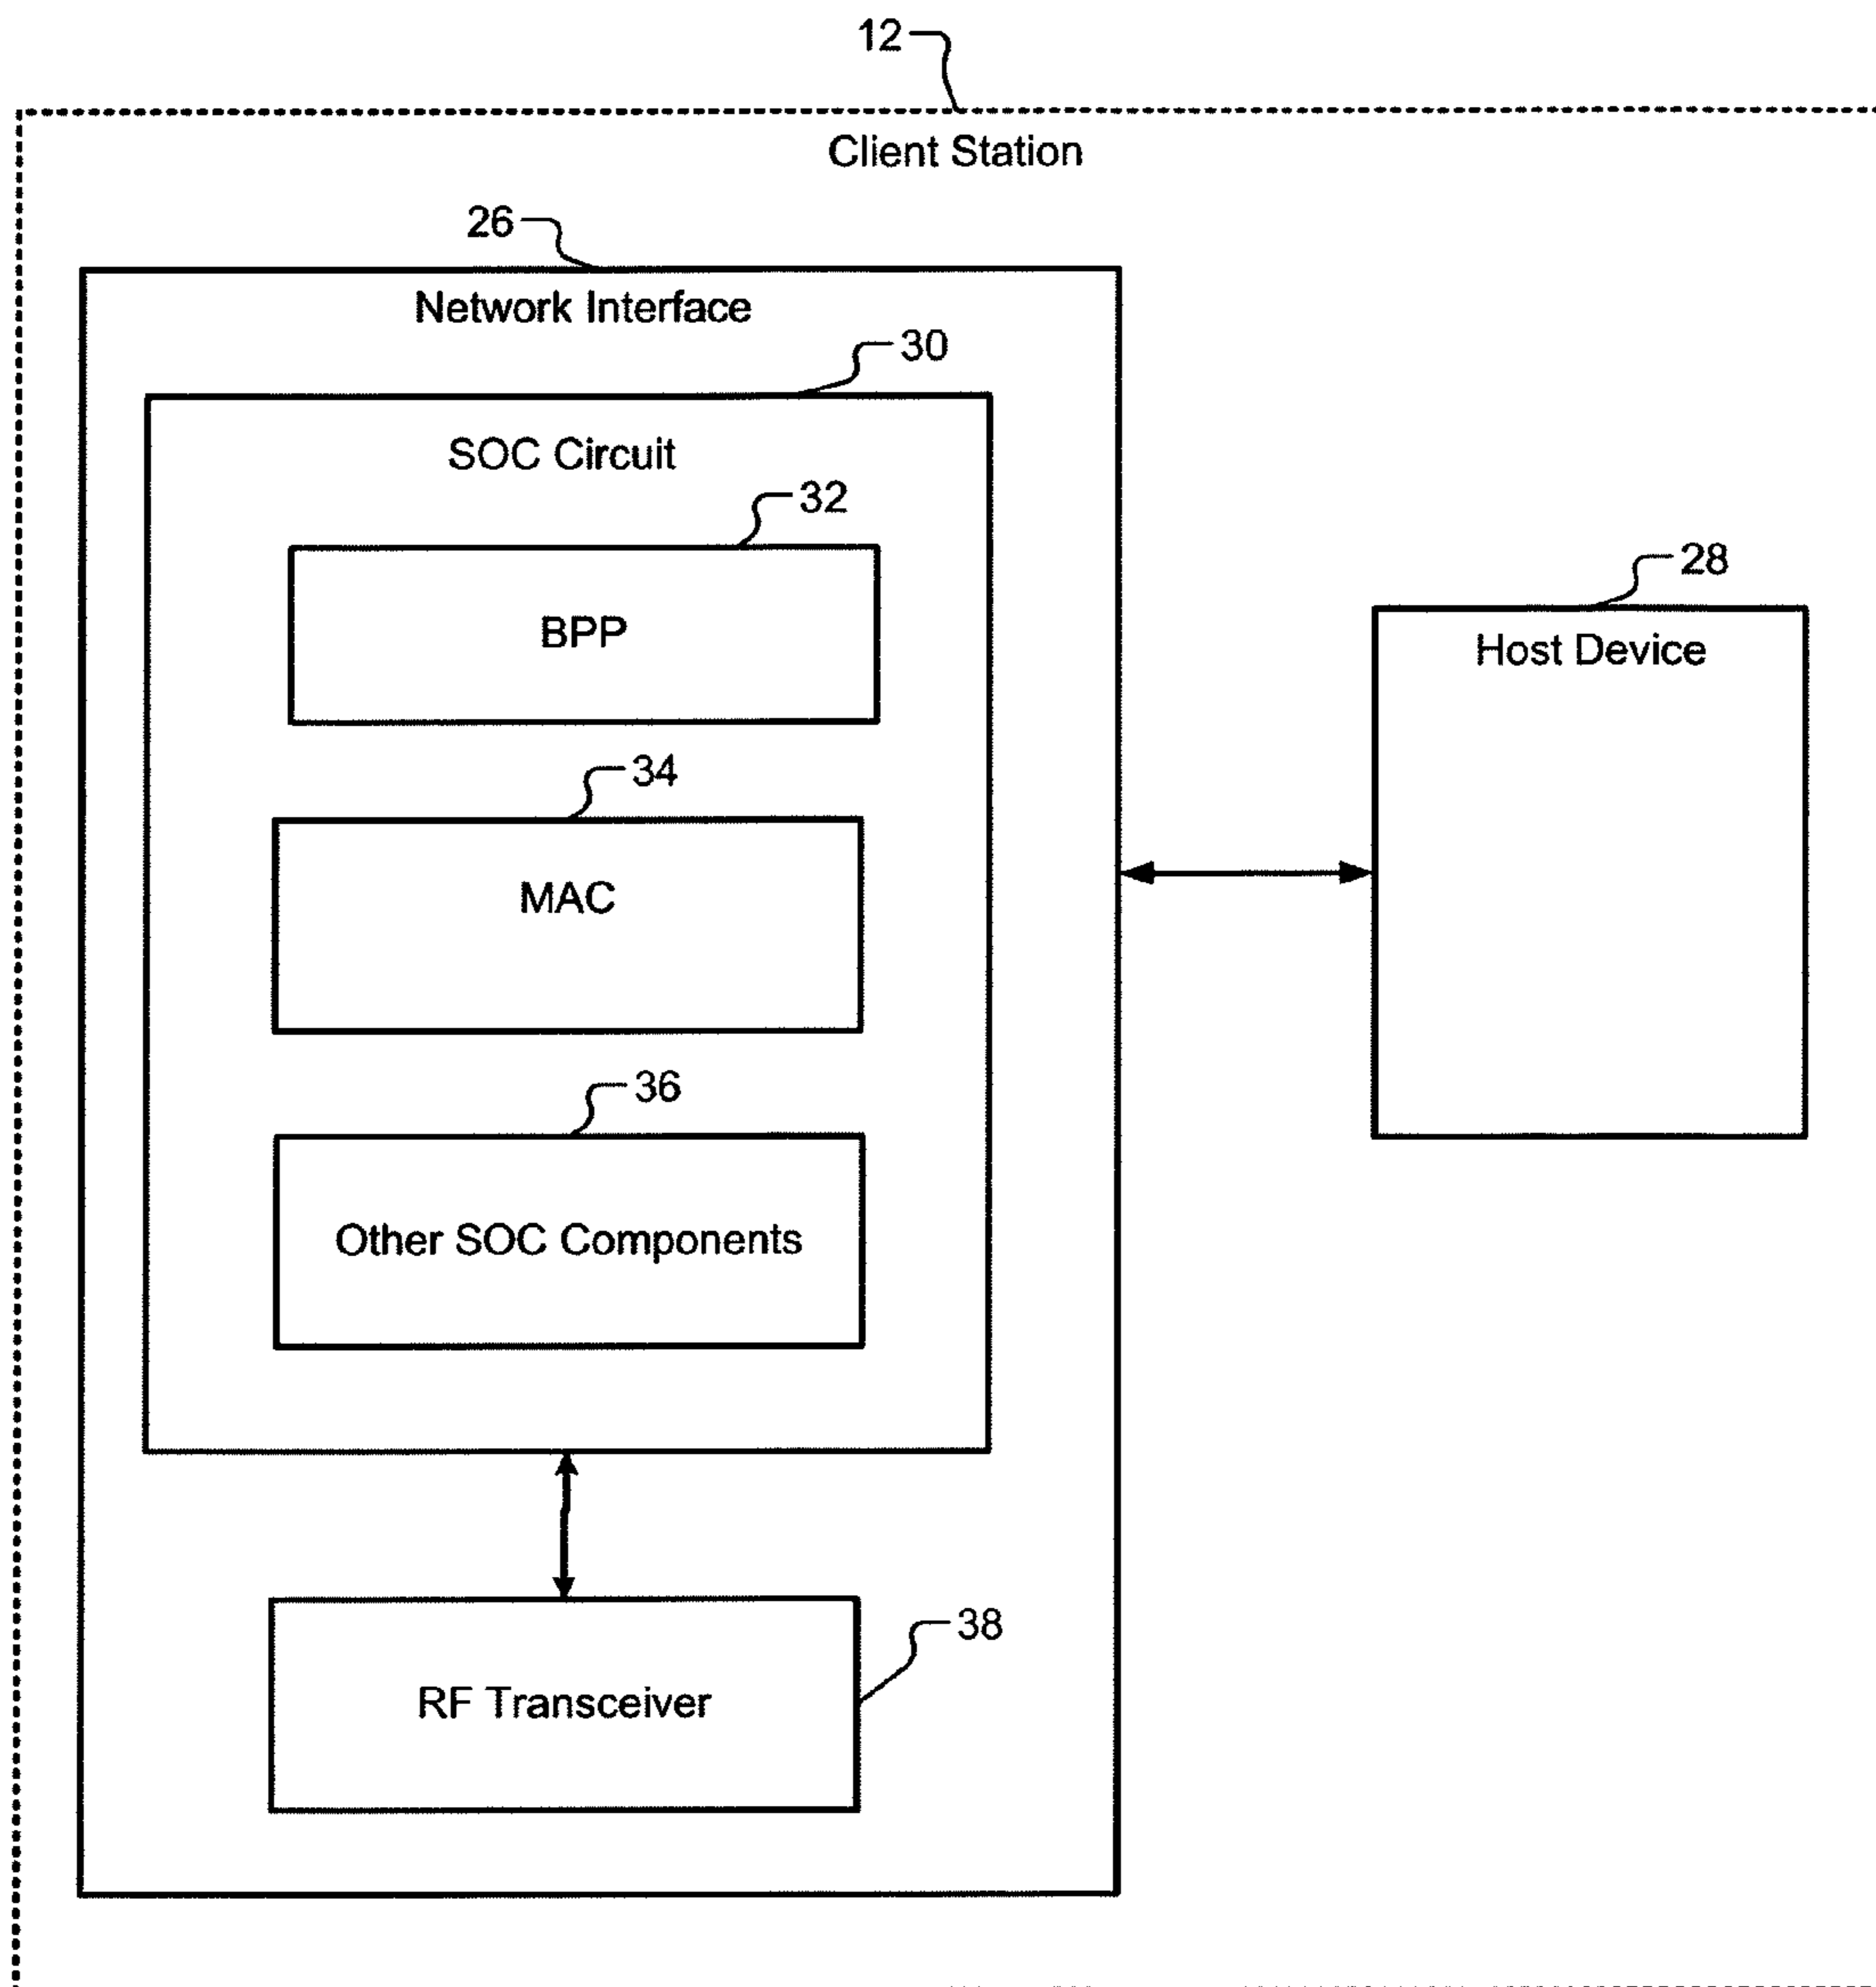 12
Client Station
26
Network Interface
30
SOC Circuit
32
BPP
28
Host Device
34
MAC
36
Other SOC Components
38
RF Transceiver